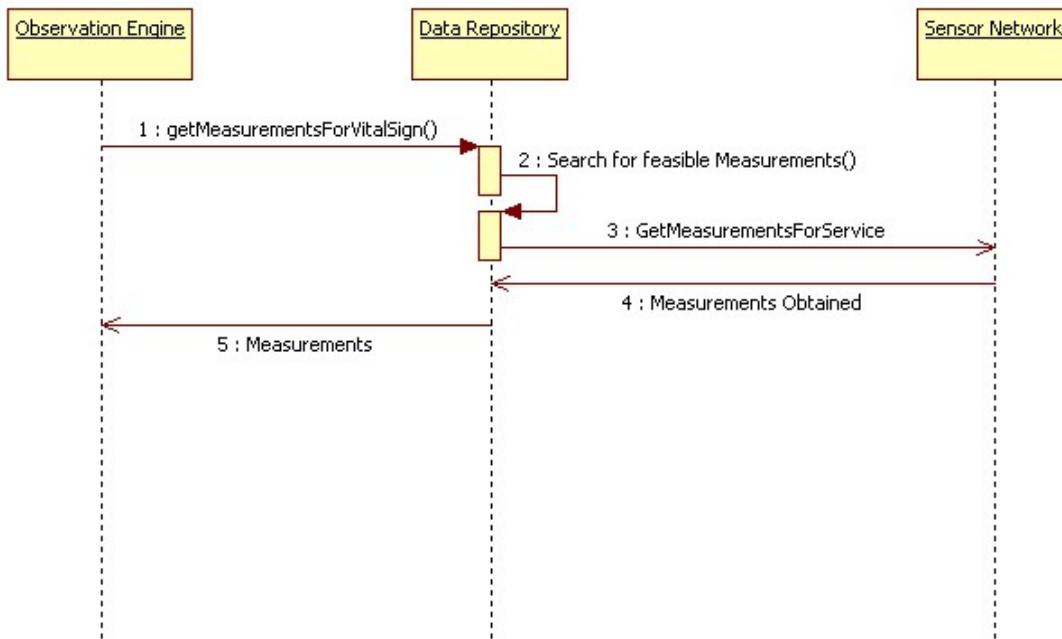 Observation Engine
Data Repository
Sensor Network
1 : getMeasurementsForVitalSign()
2 : Search for feasible Measurements()
3 : GetMeasurementsForService
4 : Measurements Obtained
5 : Measurements